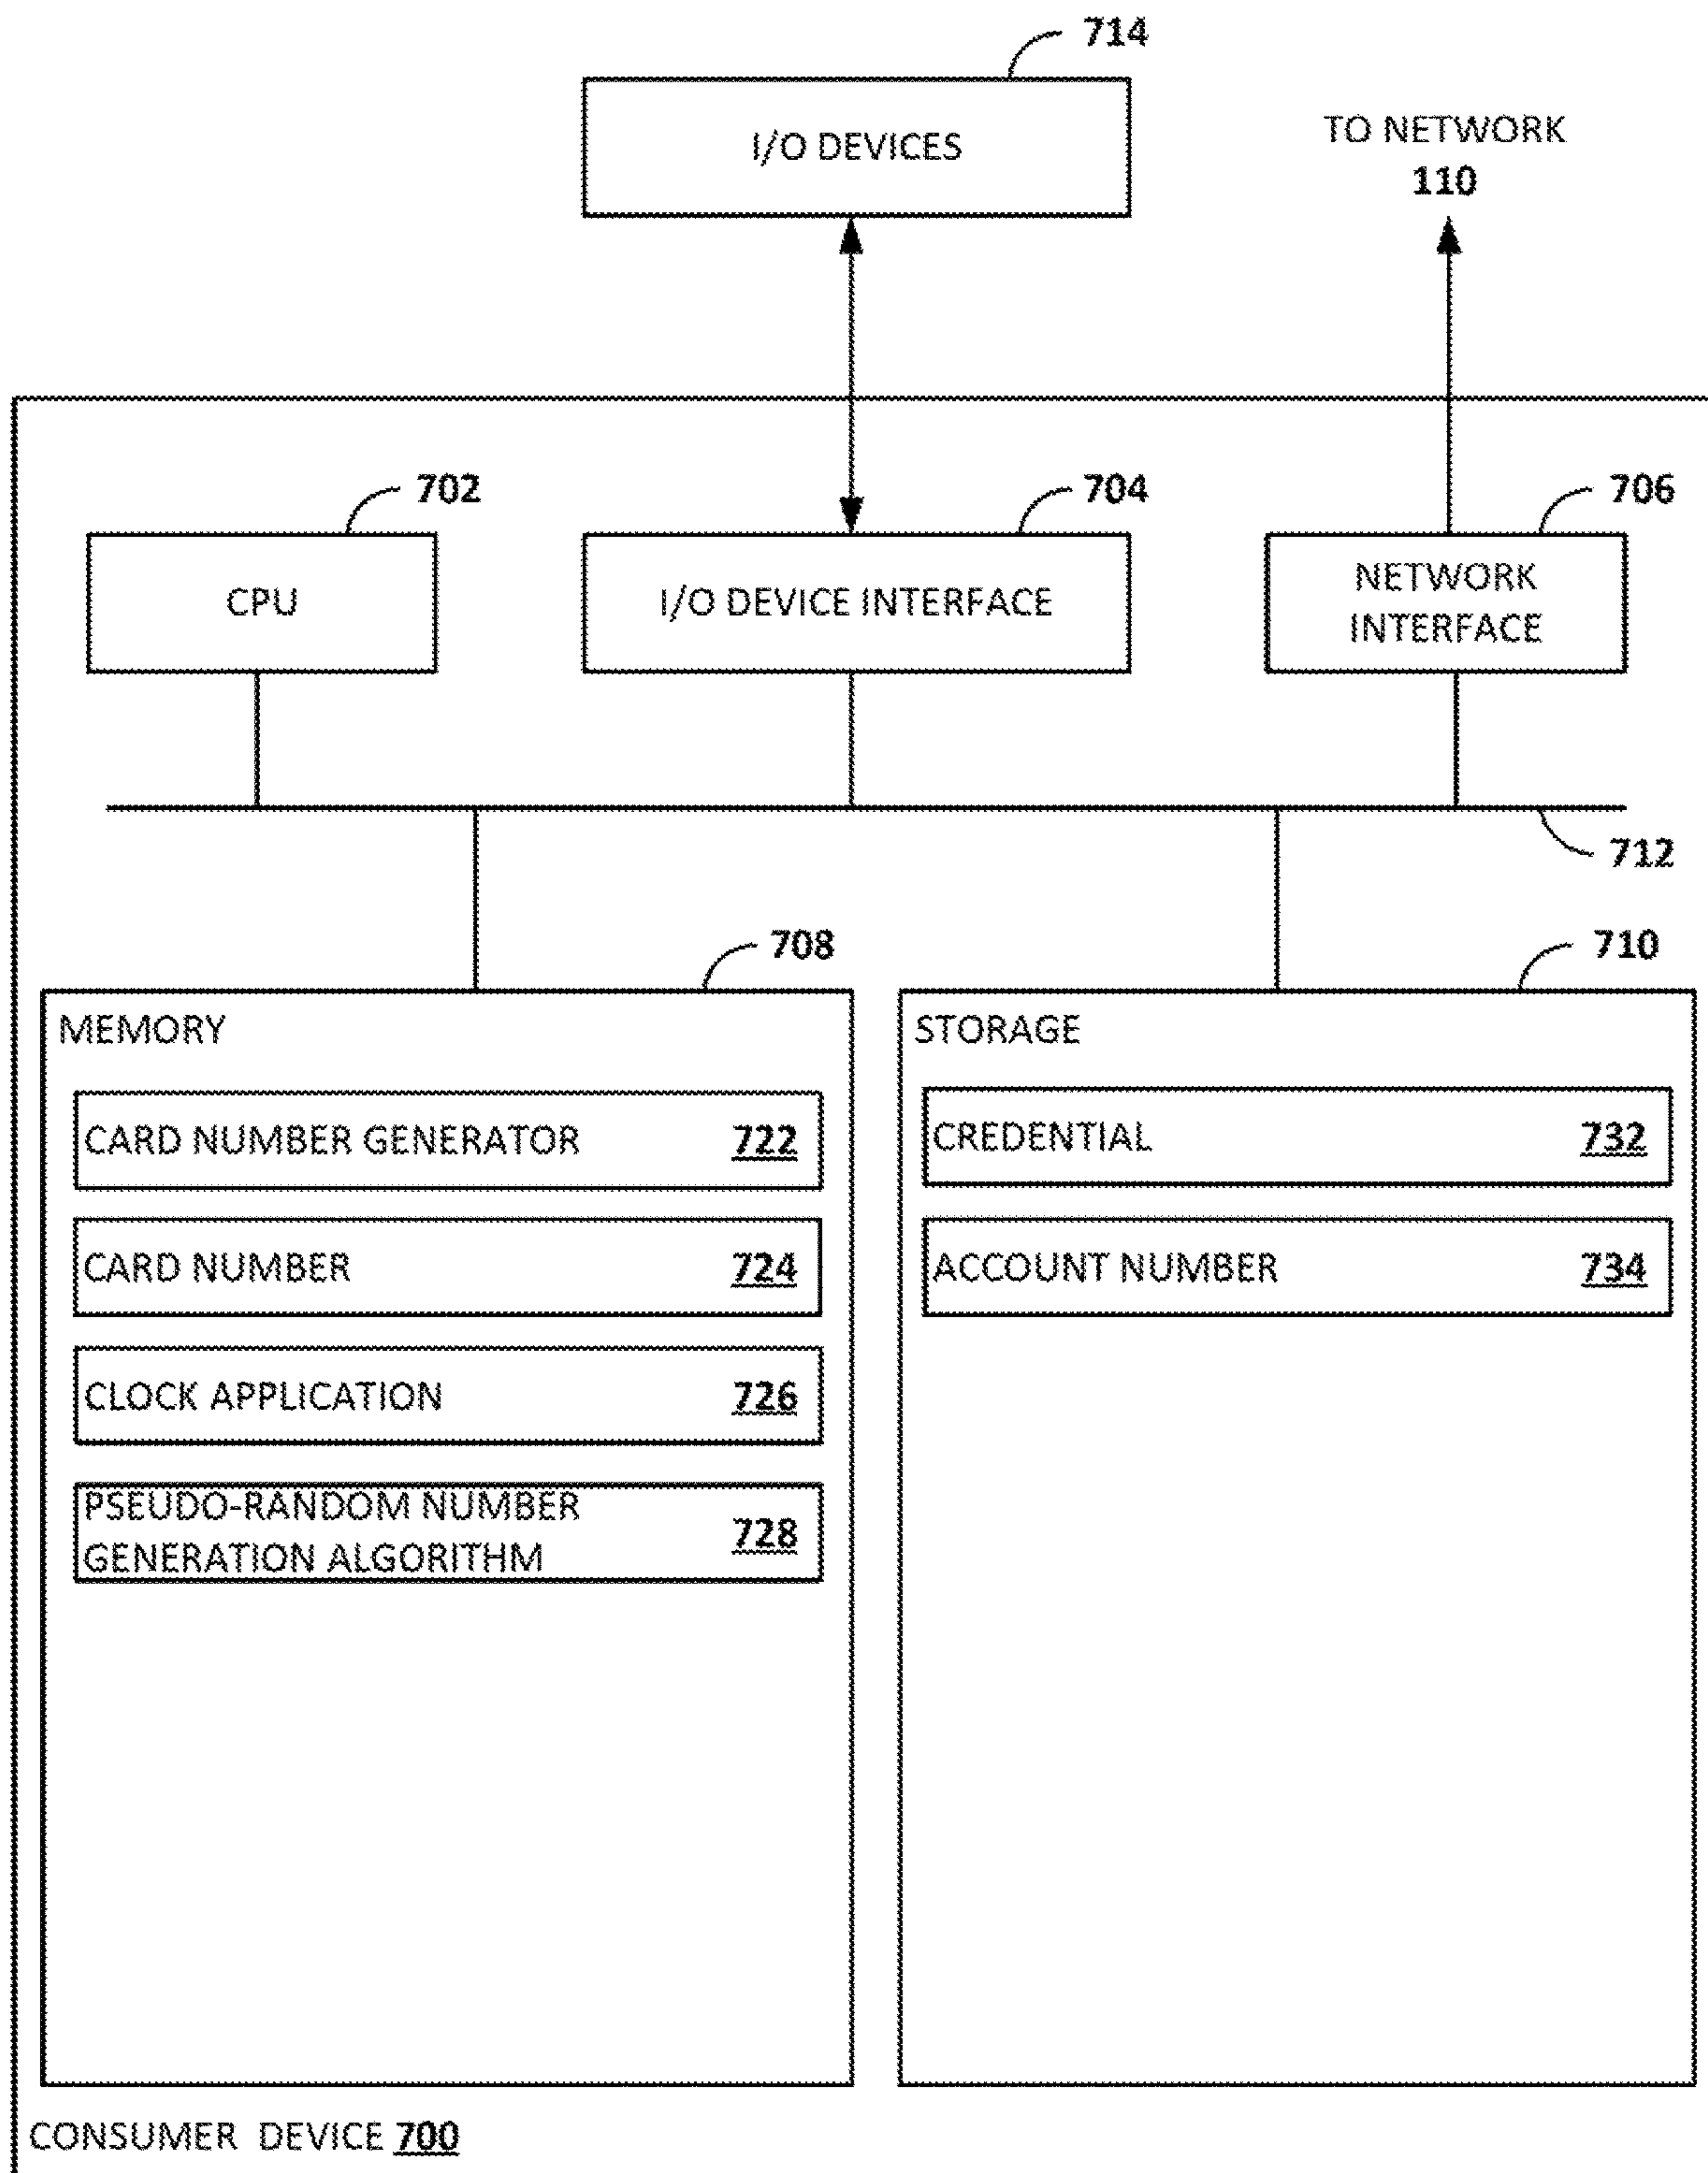 714
I/O DEVICES
TO NETWORK
110
702
704
706
CPU
I/O DEVICE INTERFACE
NETWORK
INTERFACE
712
708
710
MEMORY
CARD NUMBER GENERATOR 722
CARD NUMBER 724
CLOCK APPLICATION 726
PSEUDO-RANDOM NUMBER
GENERATION ALGORITHM 728
STORAGE
CREDENTIAL 732
ACCOUNT NUMBER 734
CONSUMER DEVICE 700